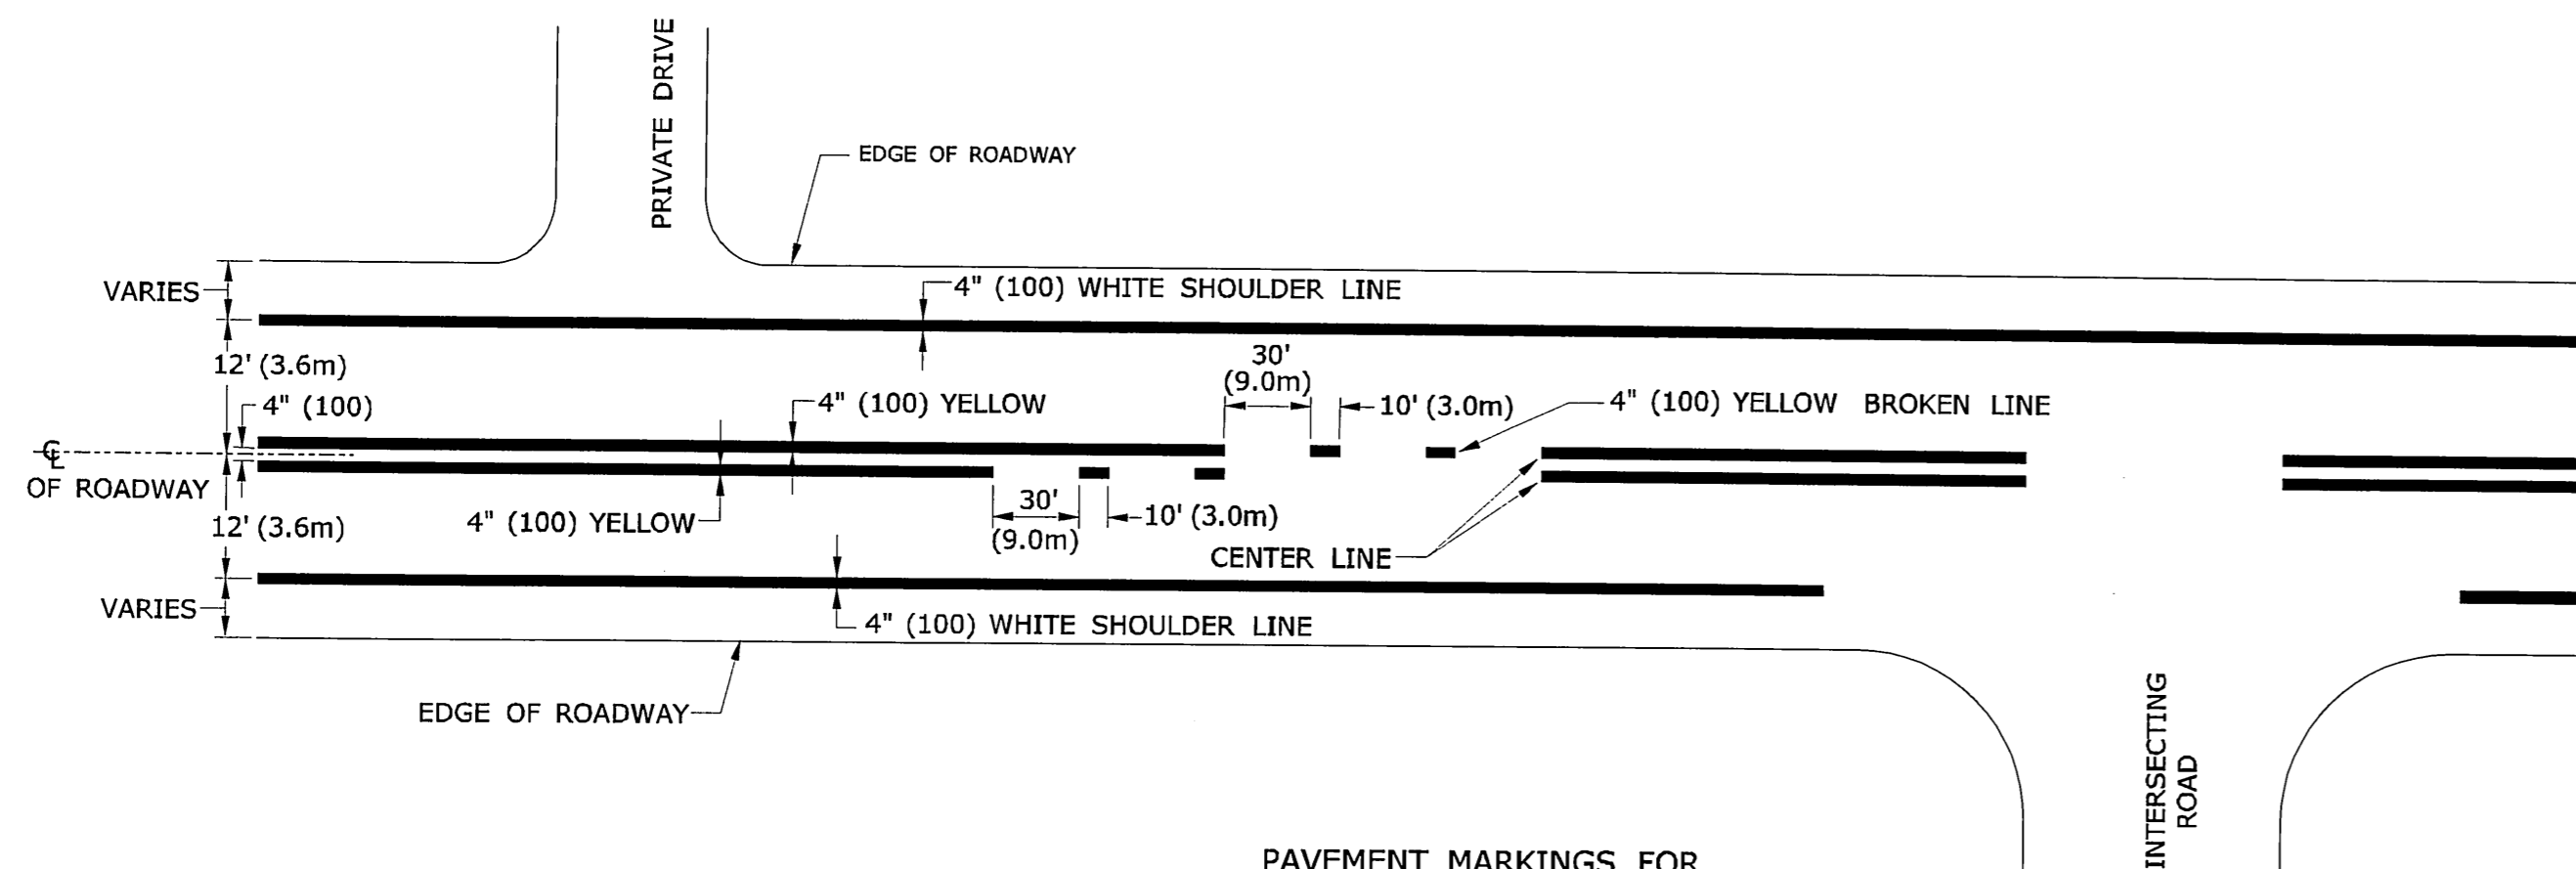 PRIVATE DRIVE
EDGE OF ROADWAY
VARIES
4" (100) WHITE SHOULDER LINE
12' (3.6m)
30'
(9.0m)
4" (100)
4" (100) YELLOW
10' (3.0m)
4" (100) YELLOW BROKEN LINE
℄
OF ROADWAY
12' (3.6m)
4" (100) YELLOW
30'
(9.0m)
10' (3.0m)
CENTER LINE
VARIES
4" (100) WHITE SHOULDER LINE
EDGE OF ROADWAY
INTERSECTING
ROAD
PAVEMENT MARKINGS FOR